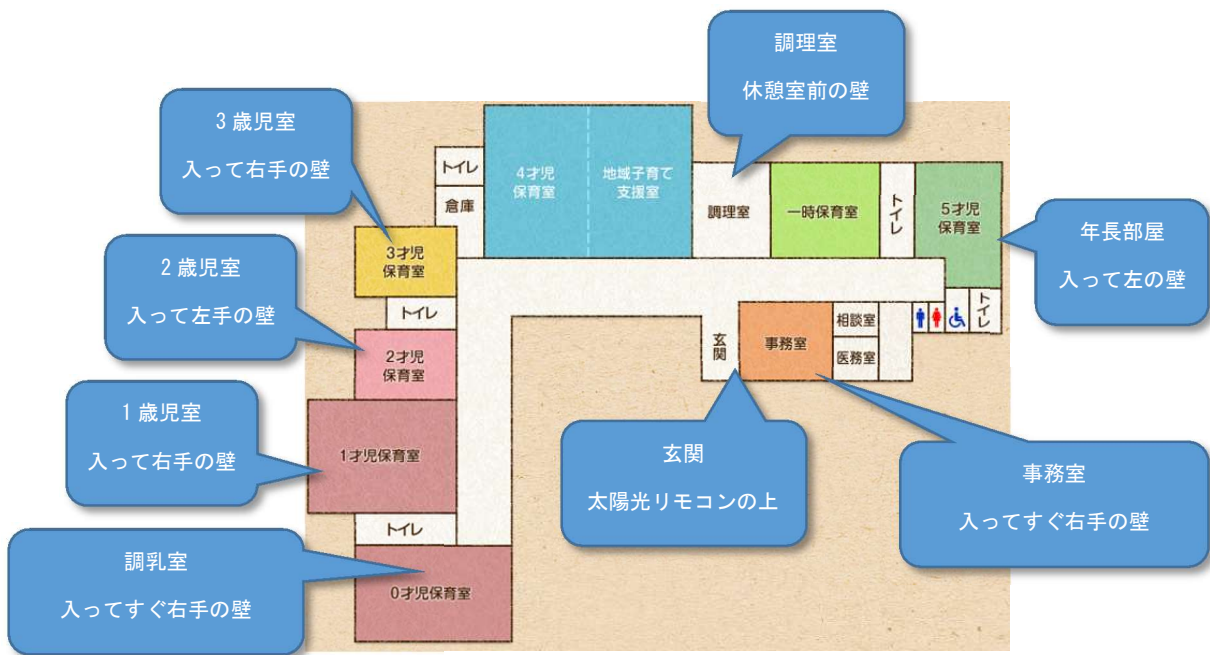 調理室
休憩室前の壁
3歳児室
入って右手の壁
トイレ
倉庫
4才児
保育室
地域子育て
支援室
調理室
一時保育室
トイレ
5才児
保育室
年長部屋
入って左の壁
3才児
保育室
2歳児室
入って左手の壁
トイレ
2才児
保育室
玄関
事務室
相談室
医務室
トイレ
1歳児室
入って右手の壁
1才児保育室
玄関
太陽光リモコンの上
事務室
入ってすぐ右手の壁
トイレ
調乳室
入ってすぐ右手の壁
0才児保育室